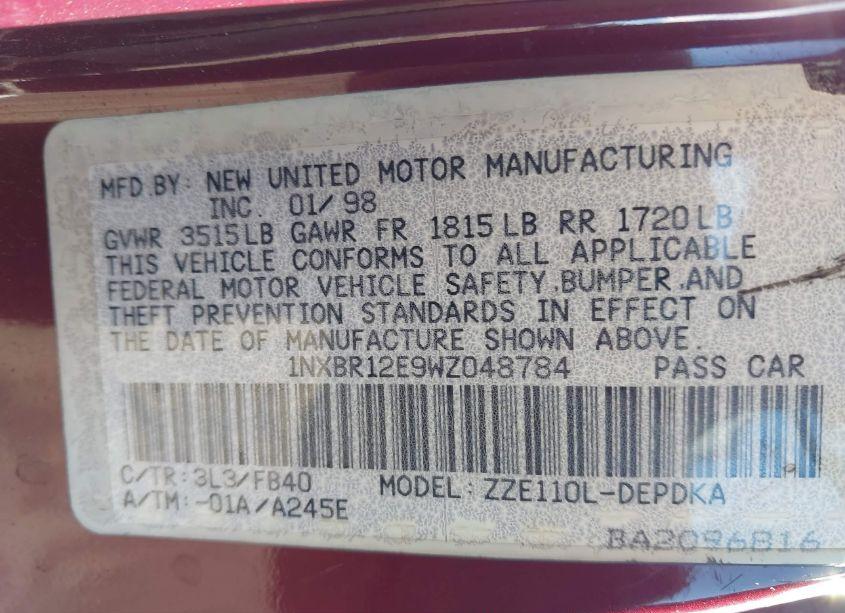 MFD.BY: NEW UNITED MOTOR MANUFACTURING
INC. 01/98
GVWR 3515LB GAWR FR 1815LB RR 1720LB
THIS VEHICLE CONFORMS TO ALL APPLICABLE
FEDERAL MOTOR VEHICLE SAFETY,BUMPER,AND
THEFT PREVENTION STANDARDS IN EFFECT ON
THE DATE OF MANUFACTURE SHOWN ABOVE.
1NXBR12E9WZ048784 PASS CAR
C/TR:3L3/FB40
A/TM:-01A/A245E
MODEL:ZZE110L-DEPDKA
BA2096816